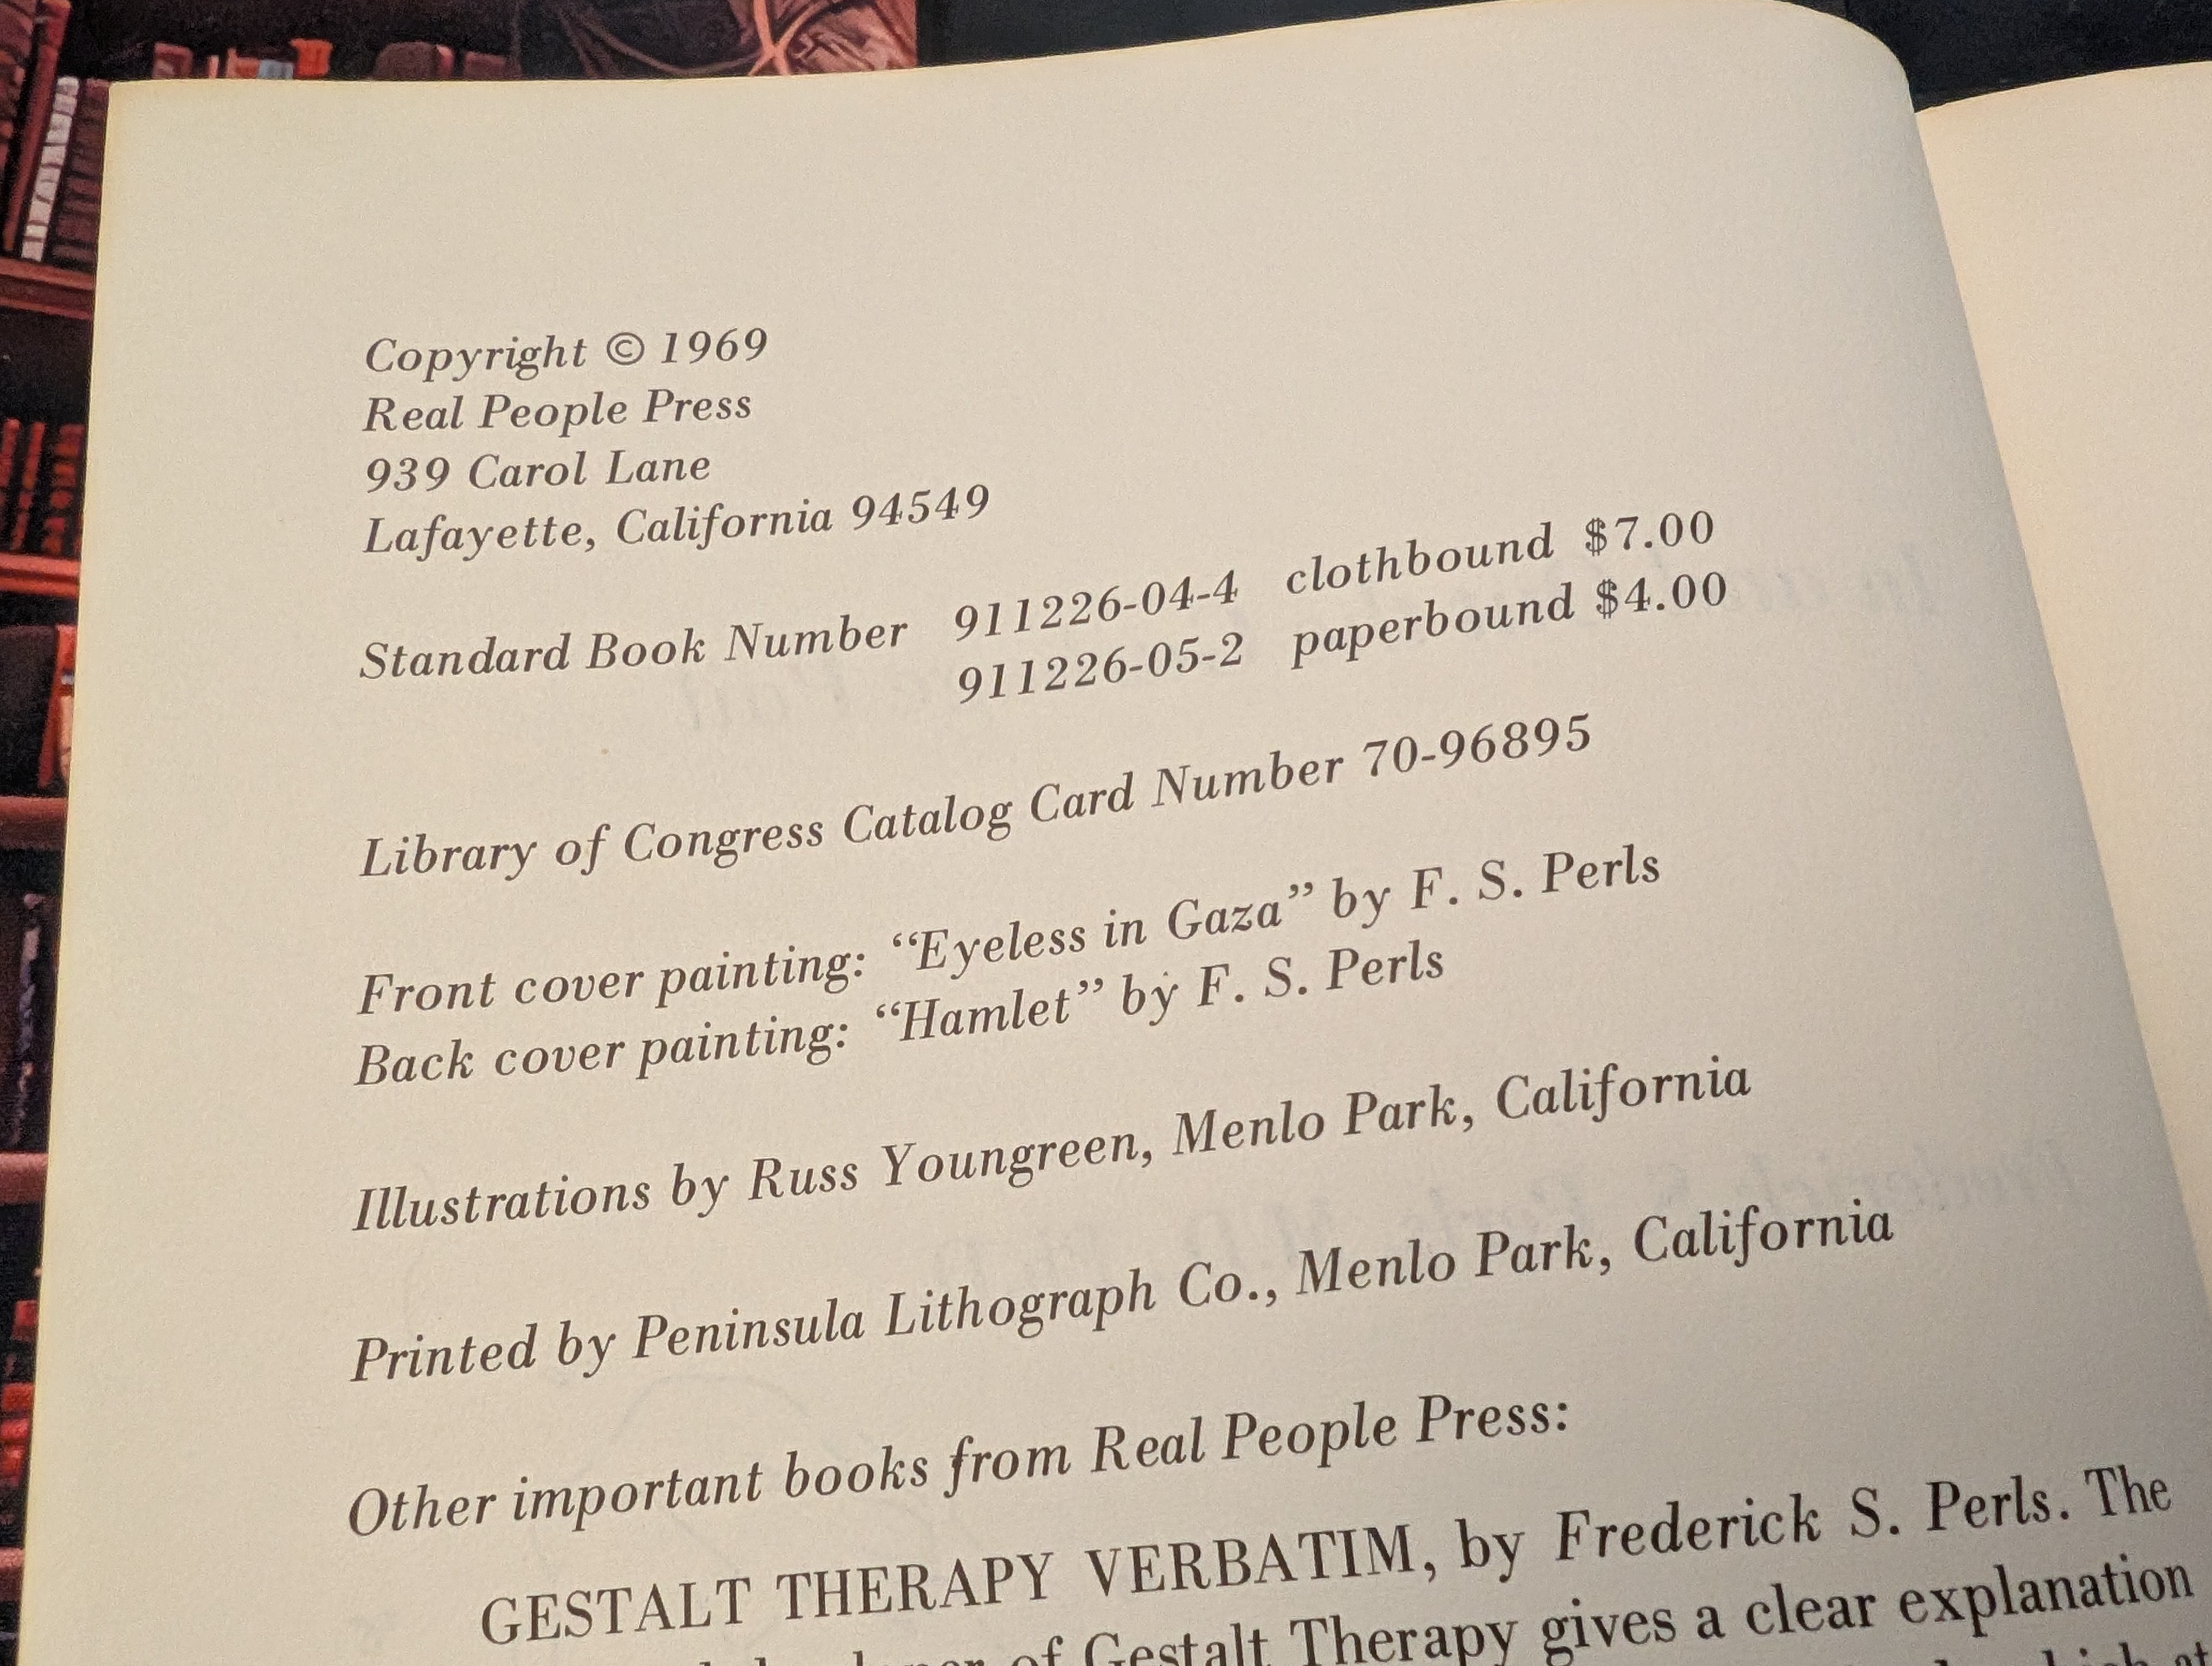 Copyright © 1969
Real People Press
939 Carol Lane
Lafayette, California 94549
Standard Book Number 911226-04-4 clothbound $7.00
911226-05-2 paperbound $4.00
Library of Congress Catalog Card Number 70-96895
Front cover painting: “Eyeless in Gaza” by F. S. Perls
Back cover painting: “Hamlet” by F. S. Perls
Illustrations by Russ Youngreen, Menlo Park, California
Printed by Peninsula Lithograph Co., Menlo Park, California
Other important books from Real People Press:
GESTALT THERAPY VERBATIM, by Frederick S. Perls. The
of Gestalt Therapy gives a clear explanation